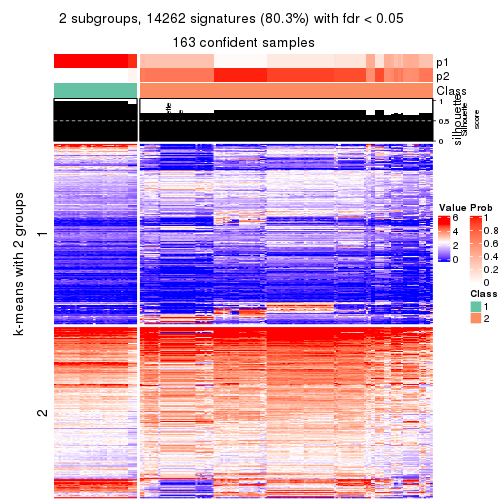 2 subgroups, 14262 signatures (80.3%) with fdr < 0.05
163 confident samples
p1
p2
Class
1
0.5
0
silhouette
Silhouette
score
k-means with 2 groups
1
2
Value
6
4
2
0
Prob
1
0.8
0.6
0.4
0.2
0
Class
1
2